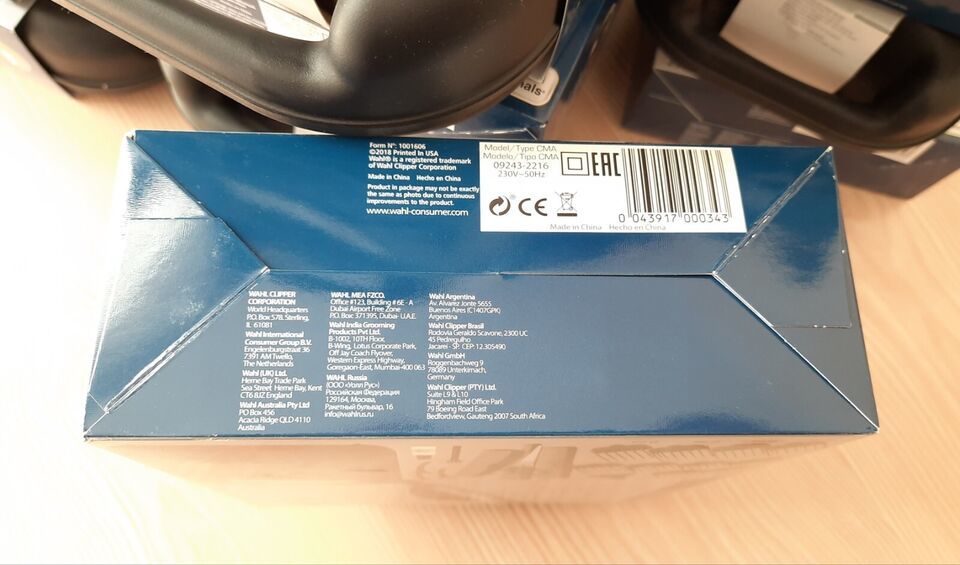 nals®
Form N°: 1001606
©2018 Printed In USA
Wahl® is a registered trademark
of Wahl Clipper Corporation
Made in China Hecho en China
Product in package may not be exactly
the same as photo due to continuous
improvements to the product.
www.wahl-consumer.com
Model/Type CMA
Modelo/Tipo CMA
09243-2216
230V~50Hz
EAC
CE
0 043917 000343
Made in China Hecho en China
WAHL CLIPPER
CORPORATION
World Headquarters
P.O. Box 578, Sterling,
IL 61081
Wahl International
Consumer Group B.V.
Engelenburgstraat 36
7391 AM Twello,
The Netherlands
Wahl (UK) Ltd.
Herne Bay Trade Park
Sea Street Herne Bay, Kent
CT6 8JZ England
Wahl Australia Pty Ltd
PO Box 456
Acacia Ridge QLD 4110
Australia
WAHL MEA FZCO.
Office #123, Building # 6E - A
Dubai Airport Free Zone
P.O. Box: 371395, Dubai- U.A.E.
Wahl India Grooming
Products Pvt Ltd.
B-1002, 10TH Floor,
B-Wing, Lotus Corporate Park,
Off Jay Coach Flyover,
Western Express Highway,
Goregaon-East, Mumbai-400 063
WAHL Russia
(ООО «Уолл Рус»)
Российская Федерация
129164, Москва,
Ракетный бульвар, 16
info@wahlrus.ru
Wahl Argentina
Av. Alvarez Jonte 5655
Buenos Aires (C1407GPK)
Argentina
Wahl Clipper Brasil
Rodovia Geraldo Scavone, 2300 UC
45 Pedregulho
Jacarei - SP. CEP: 12.305490
Wahl GmbH
Roggenbachweg 9
78089 Unterkirnach,
Germany
Wahl Clipper (PTY) Ltd.
Suite L9 & L10
Hingham Field Office Park
79 Boeing Road East
Bedfordview, Gauteng 2007 South Africa